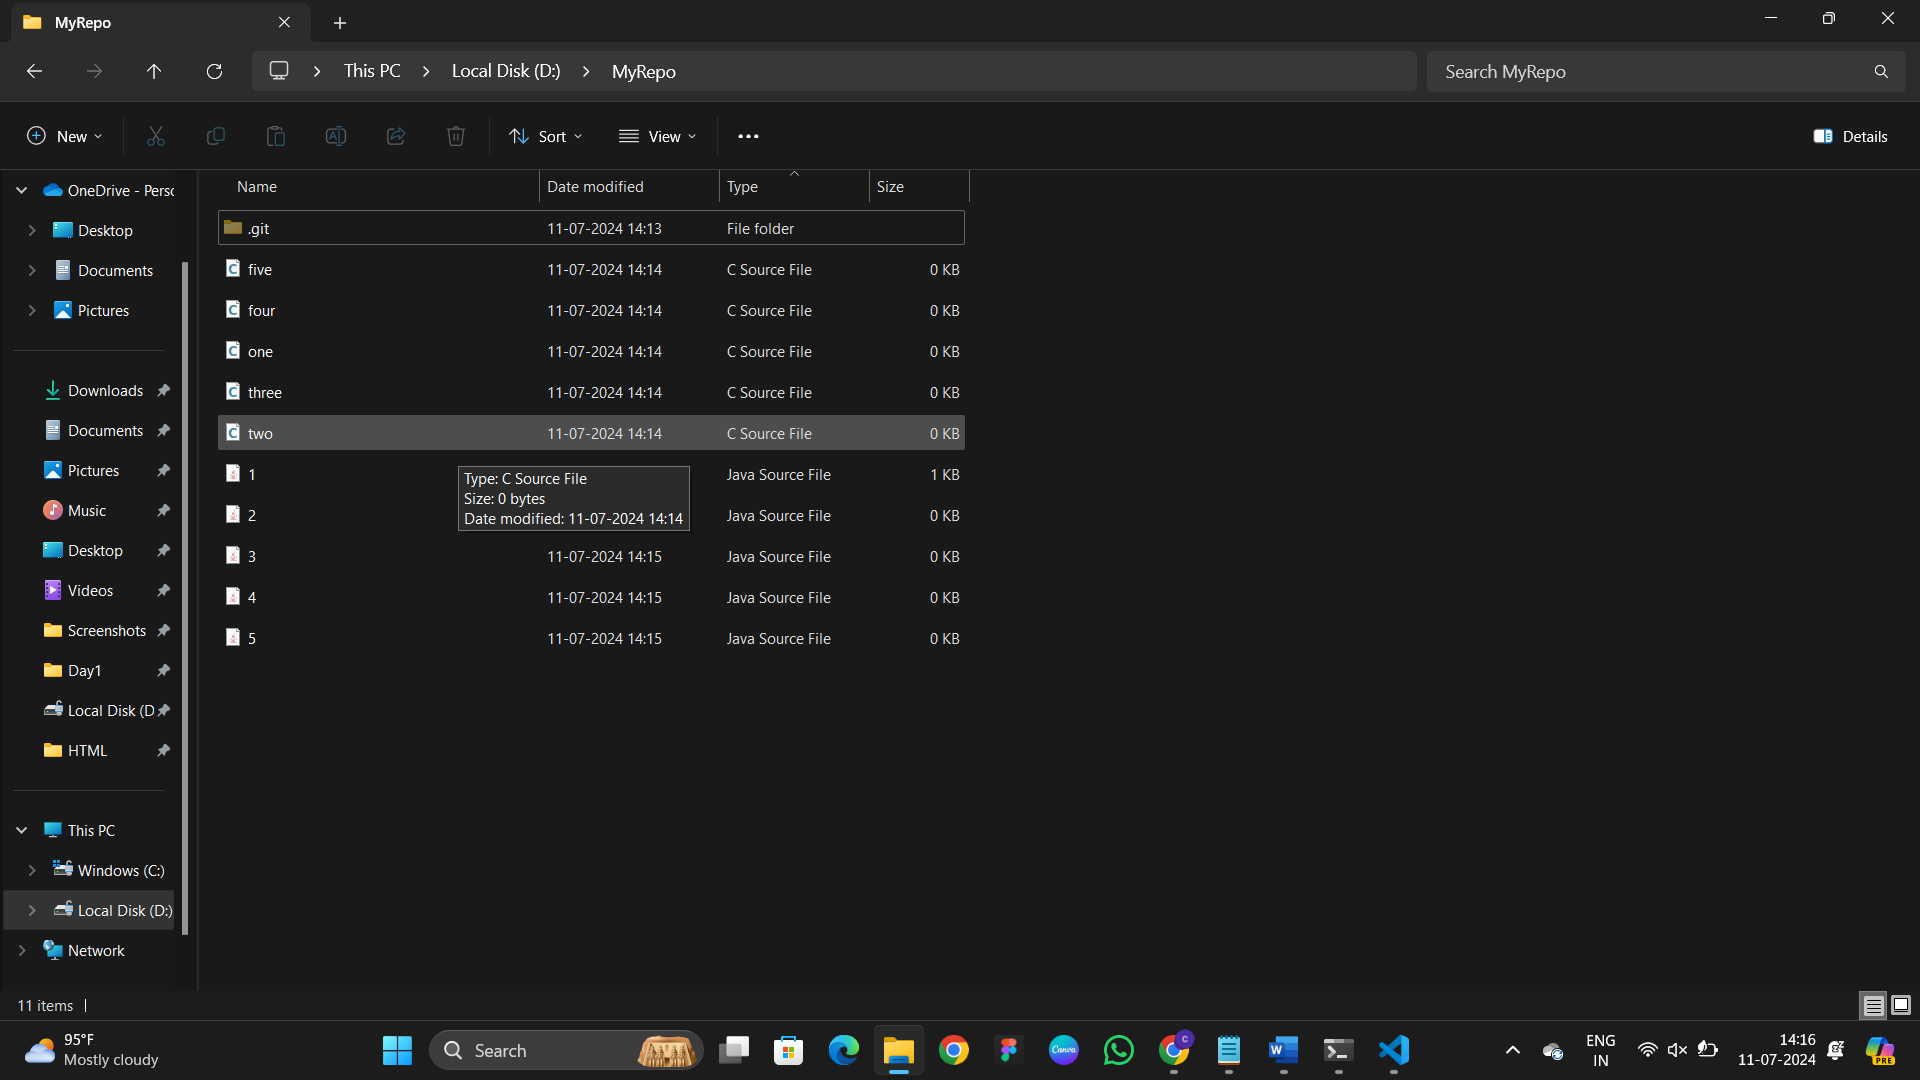 MyRepo
This PC
Local Disk (D:)
MyRepo
Search MyRepo
New
Sort
View
Details
OneDrive - Perso
Desktop
Documents
Pictures
Downloads
Documents
Pictures
Music
Desktop
Videos
Screenshots
Day1
Local Disk (D
HTML
This PC
Windows (C:)
Local Disk (D:)
Network
Name Date modified Type Size
.git 11-07-2024 14:13 File folder
five 11-07-2024 14:14 C Source File 0 KB
four 11-07-2024 14:14 C Source File 0 KB
one 11-07-2024 14:14 C Source File 0 KB
three 11-07-2024 14:14 C Source File 0 KB
two 11-07-2024 14:14 C Source File 0 KB
1 Java Source File 1 KB
2 Java Source File 0 KB
3 11-07-2024 14:15 Java Source File 0 KB
4 11-07-2024 14:15 Java Source File 0 KB
5 11-07-2024 14:15 Java Source File 0 KB
Type: C Source File
Size: 0 bytes
Date modified: 11-07-2024 14:14
11 items
95°F
Mostly cloudy
Search
Canva
C
W
ENG
IN
14:16
11-07-2024
PRE